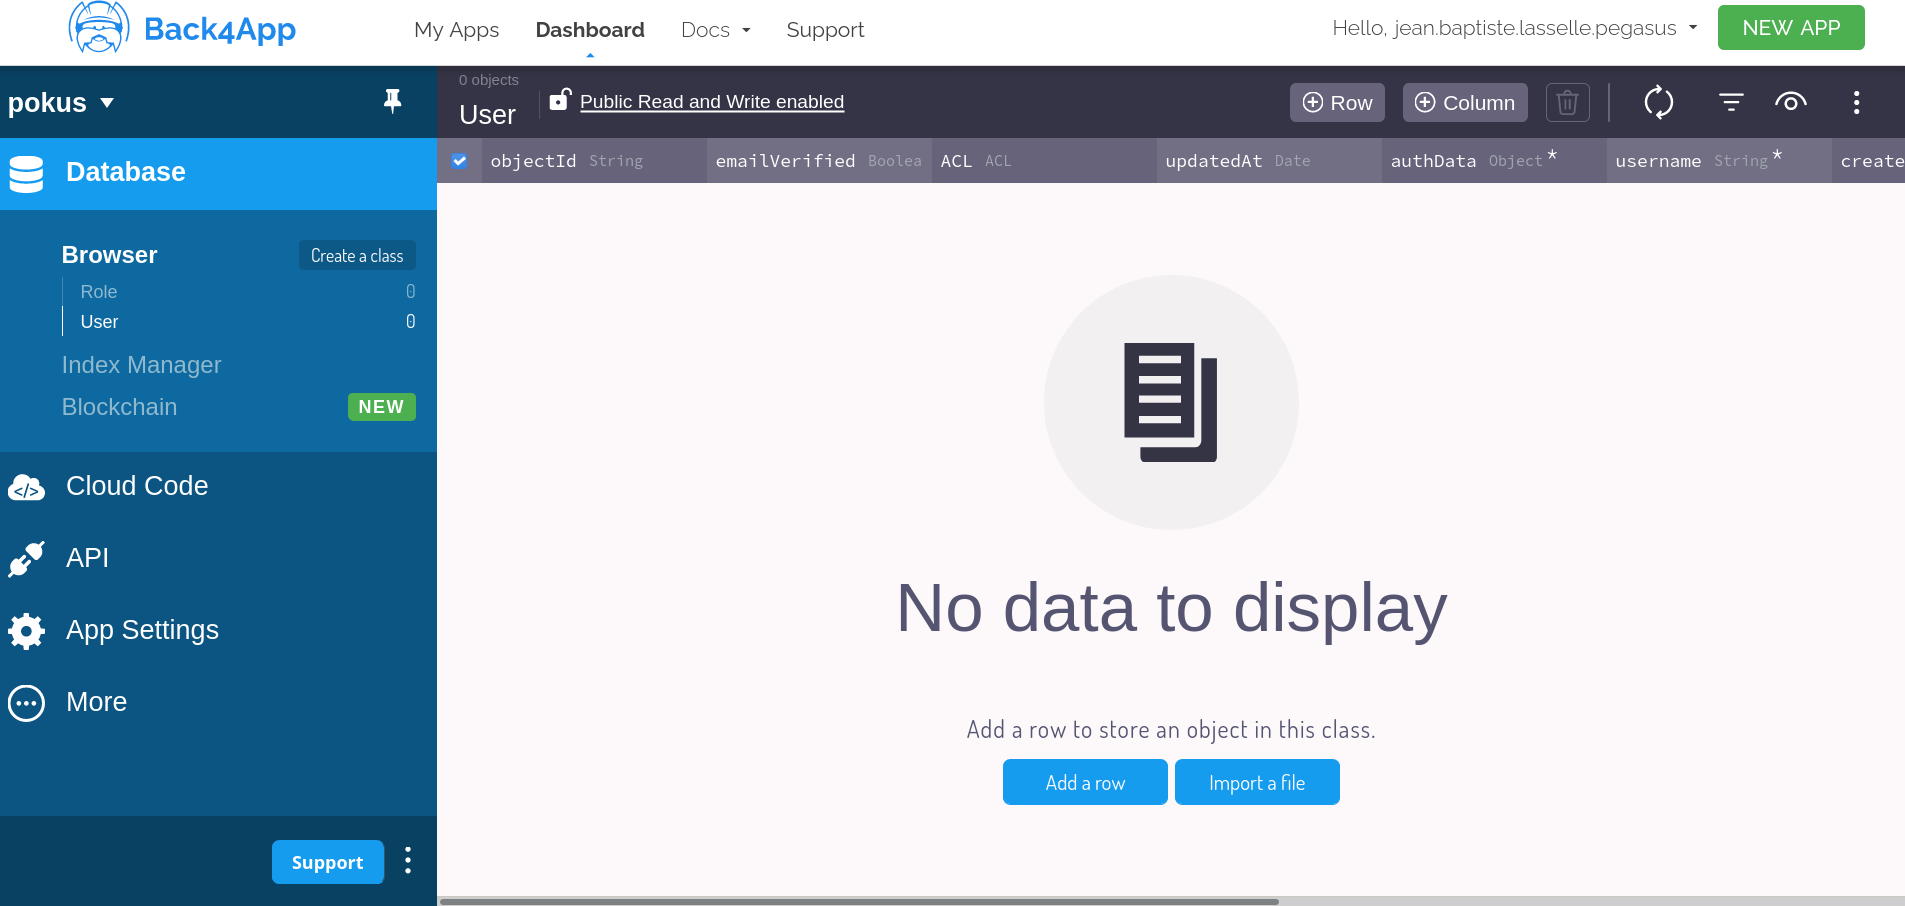 Back4App
My Apps Dashboard Docs Support
Hello, jean.baptiste.lasselle.pegasus NEW APP
pokus
0 objects
User Public Read and Write enabled
Row Column
objectId String emailVerified Boolea ACL ACL updatedAt Date authData Object * username String * create
Database
Browser Create a class
Role 0
User 0
Index Manager
Blockchain NEW
Cloud Code
API
App Settings
More
Support
No data to display
Add a row to store an object in this class.
Add a row Import a file